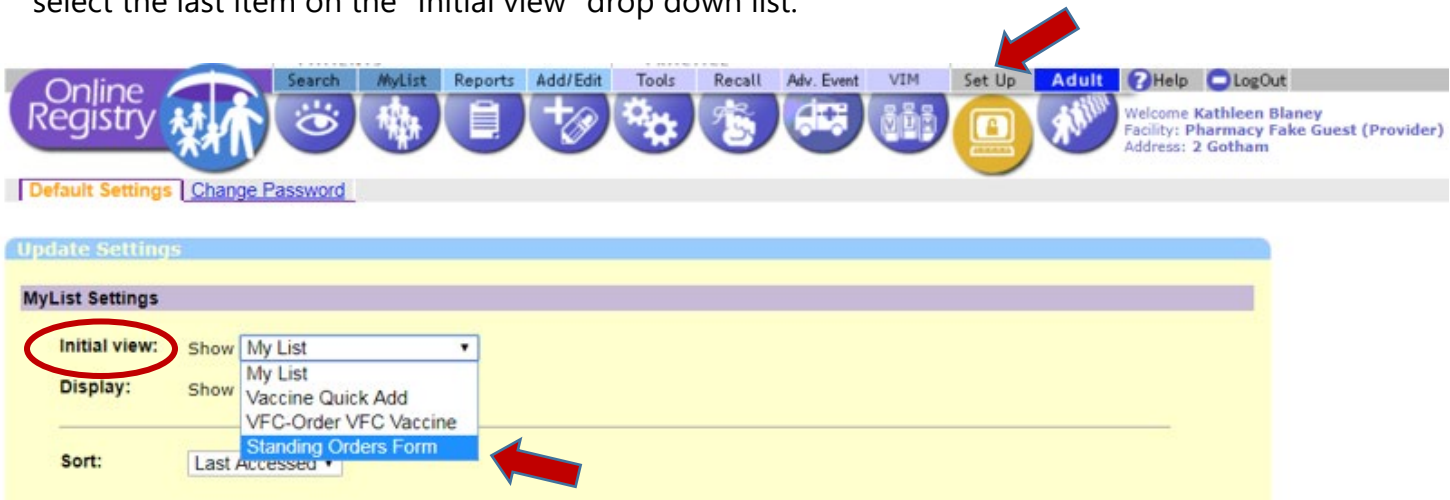 select the last item on the "Initial view" drop down list.
Search MyList Reports Add/Edit Tools Recall Adv. Event VIM Set Up Adult Help LogOut
Online
Registry
Welcome Kathleen Blaney
Facility: Pharmacy Fake Guest (Provider)
Address: 2 Gotham
Default Settings Change Password
Update Settings
MyList Settings
Initial view: Show My List
My List
Display: Show
Vaccine Quick Add
VFC-Order VFC Vaccine
Standing Orders Form
Sort: Last Accessed